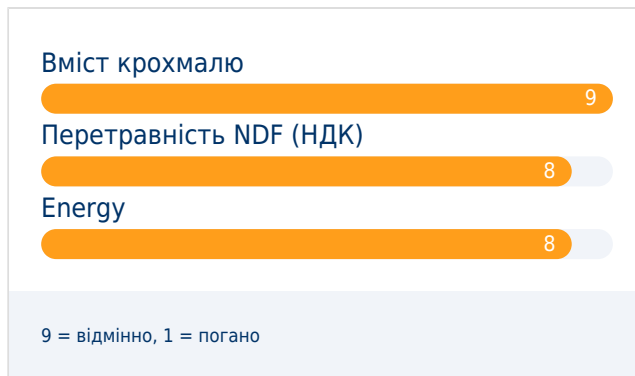 Вміст крохмалю
9
Перетравність NDF (НДК)
8
Energy
8
9 = відмінно, 1 = погано